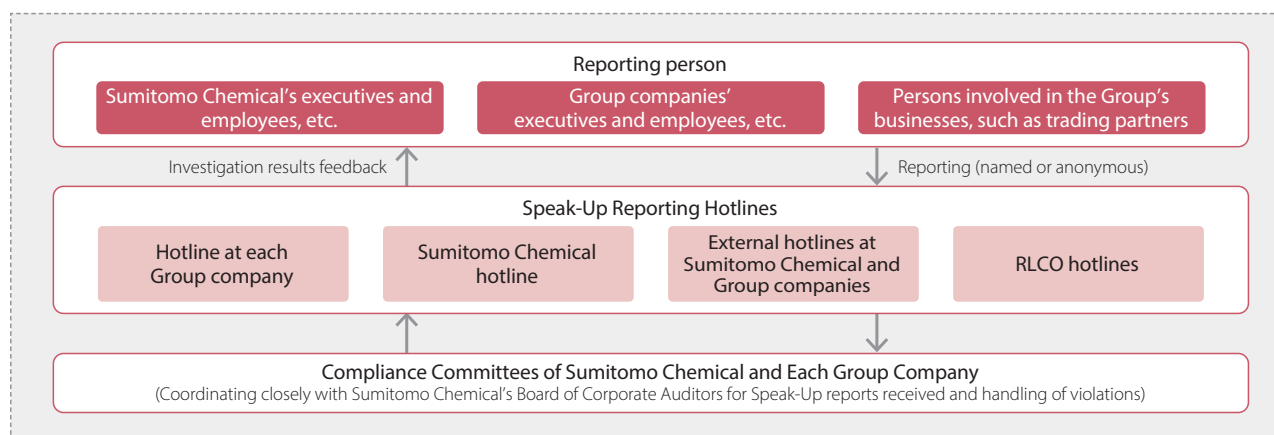 Reporting person
Sumitomo Chemical's executives and
employees, etc.
Group companies'
executives and employees, etc.
Persons involved in the Group's
businesses, such as trading partners
Investigation results feedback
Reporting (named or anonymous)
Speak-Up Reporting Hotlines
Hotline at each
Group company
Sumitomo Chemical
hotline
External hotlines at
Sumitomo Chemical and
Group companies
RLCO hotlines
Compliance Committees of Sumitomo Chemical and Each Group Company
(Coordinating closely with Sumitomo Chemical's Board of Corporate Auditors for Speak-Up reports received and handling of violations)